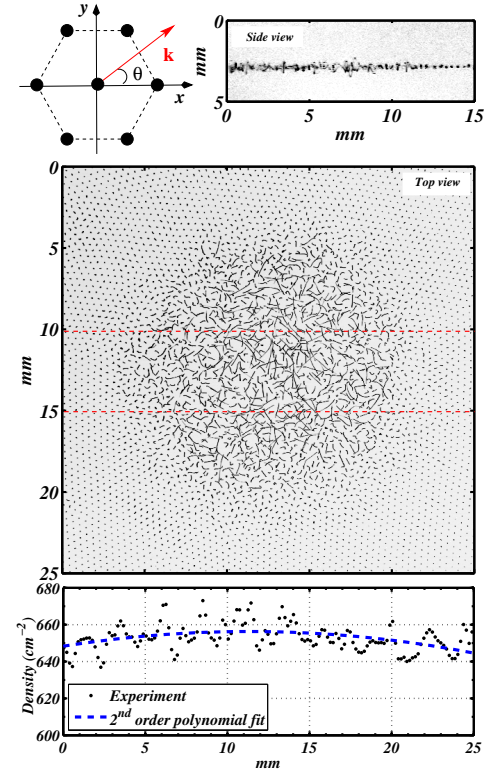 y
k
θ
x
Side view
0
mm
5
0
5
10
15
mm
Top view
0
5
10
mm
15
20
25
680
660
640
620
600
Density (cm⁻²)
Experiment
2nd order polynomial fit
0
5
10
15
20
25
mm